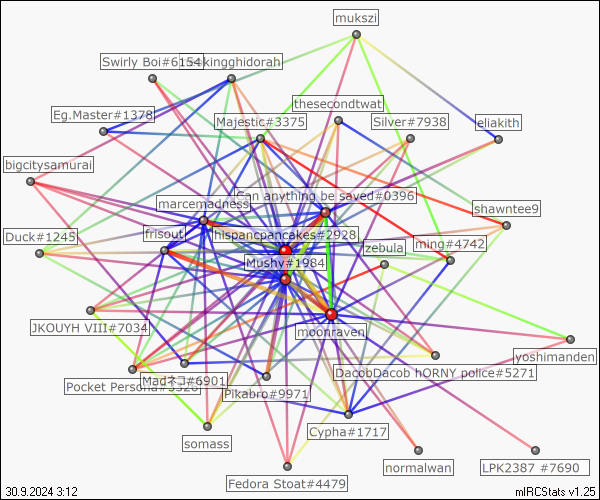 mukszi
Swirly Boi#6154
kingghidorah
thesecondtwat
Eg.Master#1378
Majestic#3375
Silver#7938
eliakith
bigcitysamurai
Can anything be saved#0396
marcemadness
shawntee9
Duck#1245
frisout
hispancpancakes#2928
zebula
ming#4742
Mushy#1984
JKOUYH VIII#7034
moonraven
yoshimanden
DacobDacob hORNY police#5271
Pocket Persona#5526
Madネコ#6901
Pikabro#9971
somass
Cypha#1717
normalwan
LPK2387 #7690
Fedora Stoat#4479
30.9.2024 3:12
mIRCStats v1.25